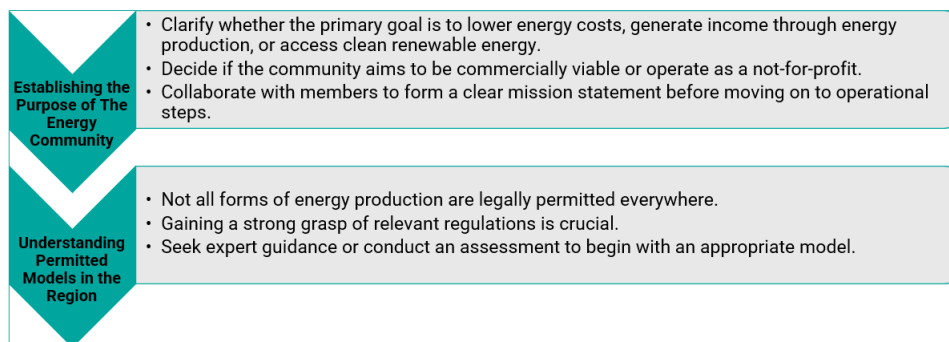 Establishing the
Purpose of The
Energy
Community
• Clarify whether the primary goal is to lower energy costs, generate income through energy
production, or access clean renewable energy.
• Decide if the community aims to be commercially viable or operate as a not-for-profit.
• Collaborate with members to form a clear mission statement before moving on to operational
steps.
Understanding
Permitted
Models in the
Region
• Not all forms of energy production are legally permitted everywhere.
• Gaining a strong grasp of relevant regulations is crucial.
• Seek expert guidance or conduct an assessment to begin with an appropriate model.